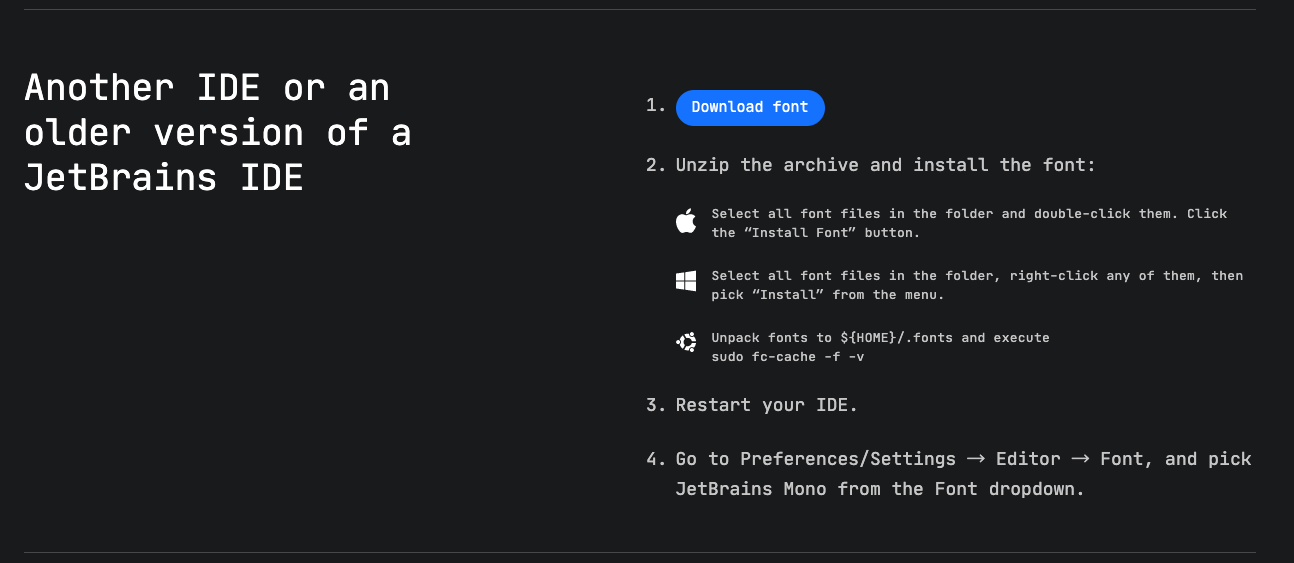 Another IDE or an
older version of a
JetBrains IDE
1. Download font
2. Unzip the archive and install the font:
Select all font files in the folder and double-click them. Click
the “Install Font” button.
Select all font files in the folder, right-click any of them, then
pick “Install” from the menu.
Unpack fonts to ${HOME}/.fonts and execute
sudo fc-cache -f -v
3. Restart your IDE.
4. Go to Preferences/Settings → Editor → Font, and pick
JetBrains Mono from the Font dropdown.